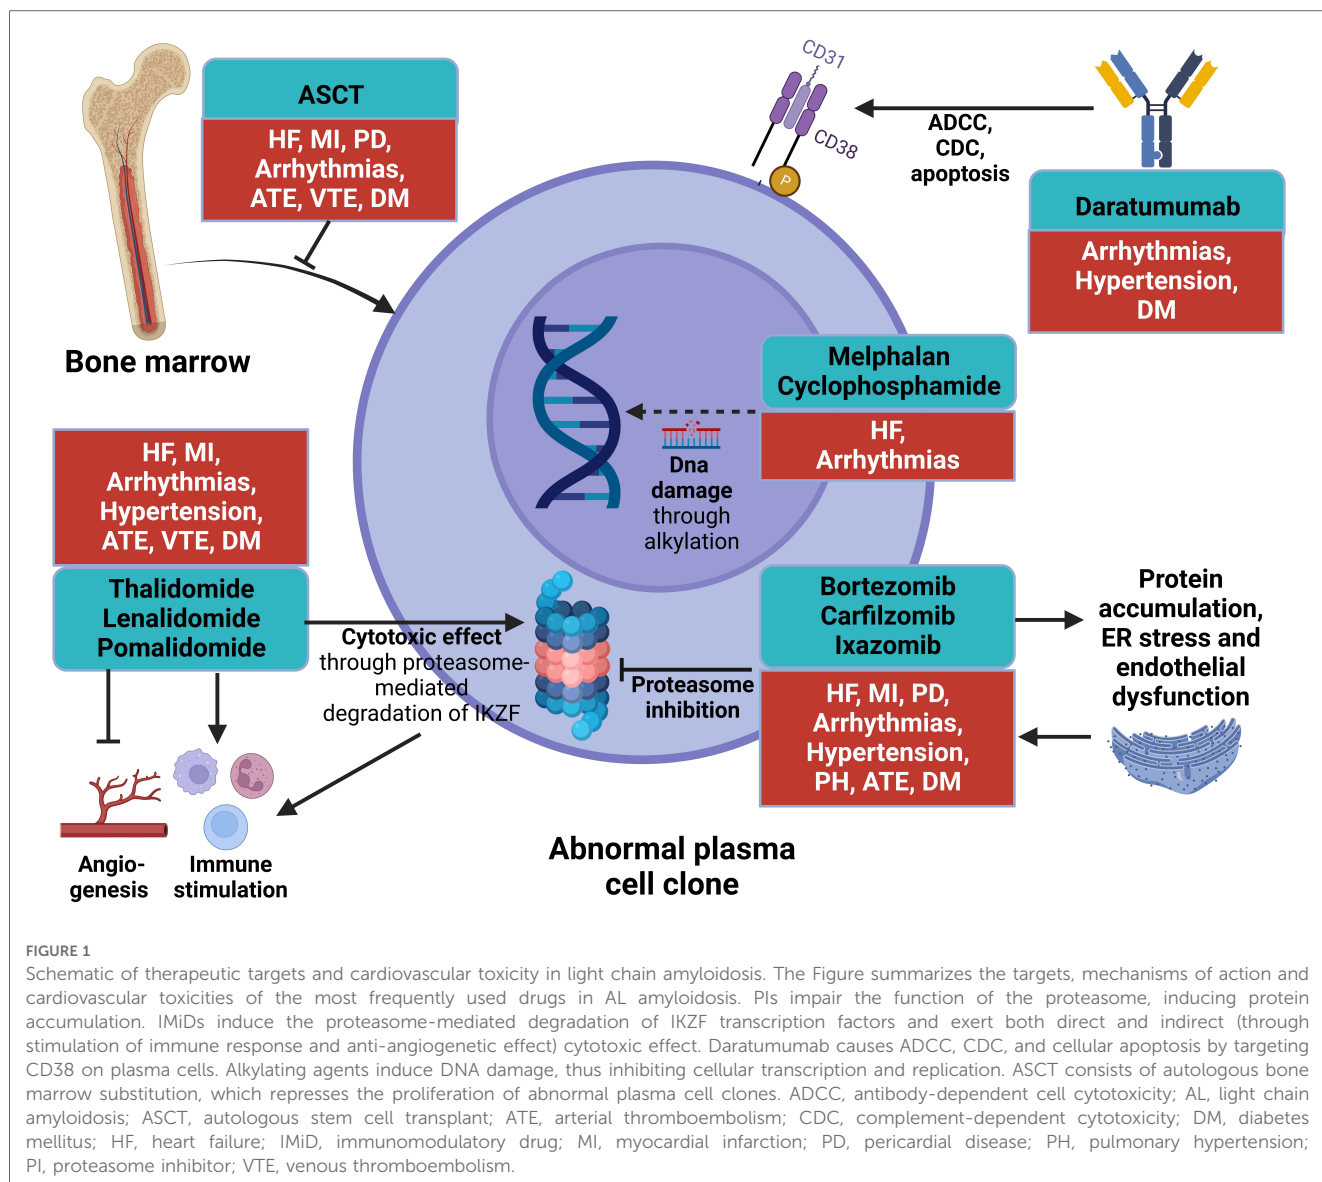 CD31
CD38
P
ADCC,
CDC,
apoptosis
ASCT
HF, MI, PD,
Arrhythmias,
ATE, VTE, DM
Bone marrow
Daratumumab
Arrhythmias,
Hypertension,
DM
Melphalan
Cyclophosphamide
HF,
Arrhythmias
Dna
damage
through
alkylation
HF, MI,
Arrhythmias,
Hypertension,
ATE, VTE, DM
Thalidomide
Lenalidomide
Pomalidomide
Cytotoxic effect
through proteasome-
mediated
degradation of IKZF
Proteasome
inhibition
Bortezomib
Carfilzomib
Ixazomib
HF, MI, PD,
Arrhythmias,
Hypertension,
PH, ATE, DM
Protein
accumulation,
ER stress and
endothelial
dysfunction
Angio-
genesis
Immune
stimulation
Abnormal plasma
cell clone
FIGURE 1
Schematic of therapeutic targets and cardiovascular toxicity in light chain amyloidosis. The Figure summarizes the targets, mechanisms of action and
cardiovascular toxicities of the most frequently used drugs in AL amyloidosis. PIs impair the function of the proteasome, inducing protein
accumulation. IMiDs induce the proteasome-mediated degradation of IKZF transcription factors and exert both direct and indirect (through
stimulation of immune response and anti-angiogenetic effect) cytotoxic effect. Daratumumab causes ADCC, CDC, and cellular apoptosis by targeting
CD38 on plasma cells. Alkylating agents induce DNA damage, thus inhibiting cellular transcription and replication. ASCT consists of autologous bone
marrow substitution, which represses the proliferation of abnormal plasma cell clones. ADCC, antibody-dependent cell cytotoxicity; AL, light chain
amyloidosis; ASCT, autologous stem cell transplant; ATE, arterial thromboembolism; CDC, complement-dependent cytotoxicity; DM, diabetes
mellitus; HF, heart failure; IMiD, immunomodulatory drug; MI, myocardial infarction; PD, pericardial disease; PH, pulmonary hypertension;
PI, proteasome inhibitor; VTE, venous thromboembolism.